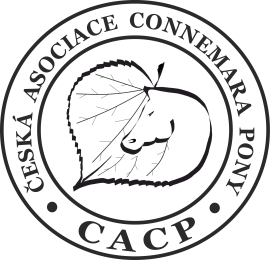 ČESKÁ ASOCIACE CONNEMARA PONY
• CACP •